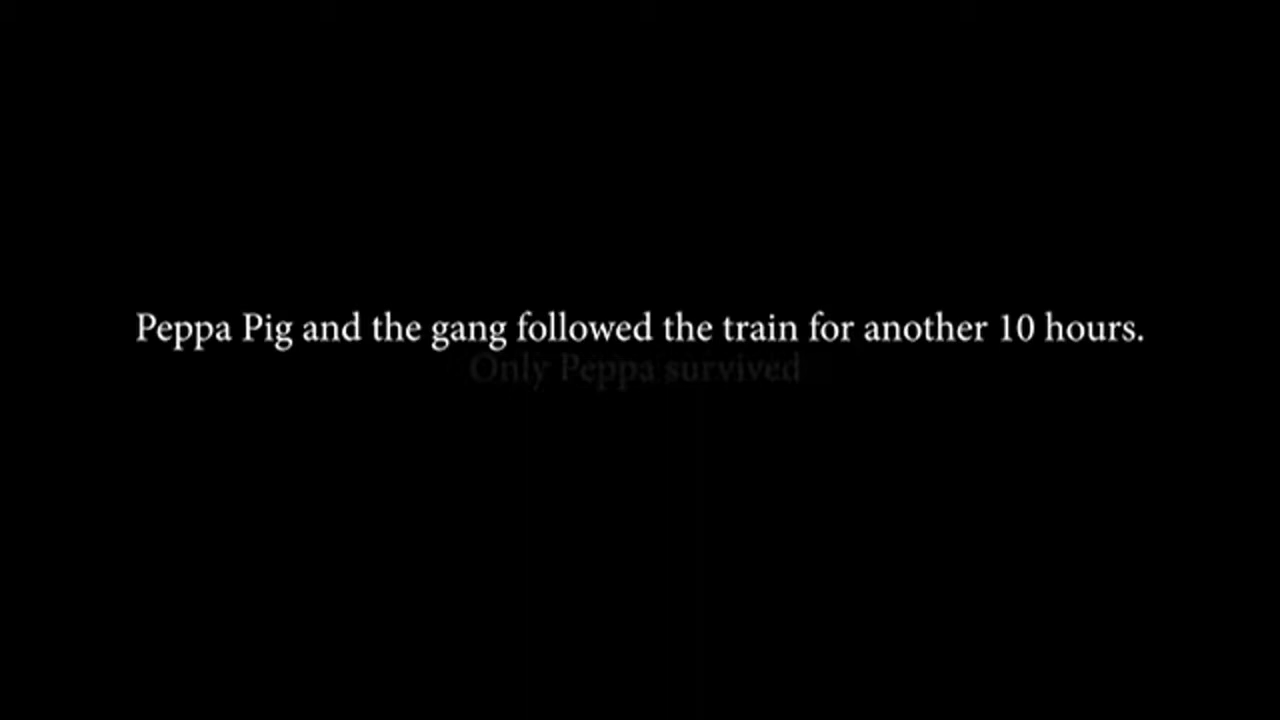 Peppa Pig and the gang followed the train for another 10 hours.
Only Peppa survived